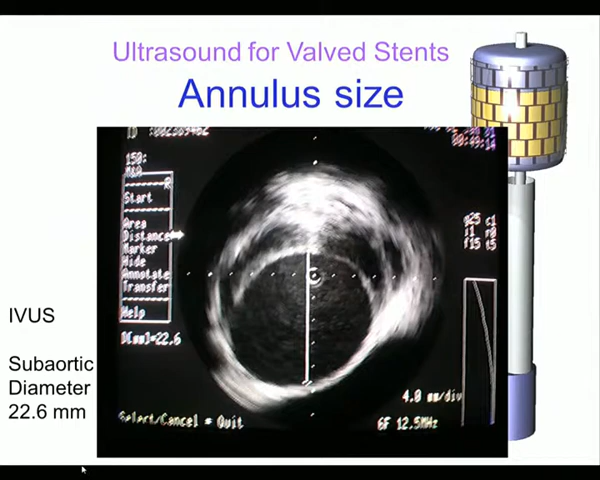 Ultrasound for Valved Stents
Annulus size
150:
Start
Area
Distance
Marker
Hide
Annotate
Transfer
Help
D[mm]=22.6
4.0 mm/div
Select/Cancel = Quit
6F 12.5MHz
IVUS
Subaortic
Diameter
22.6 mm